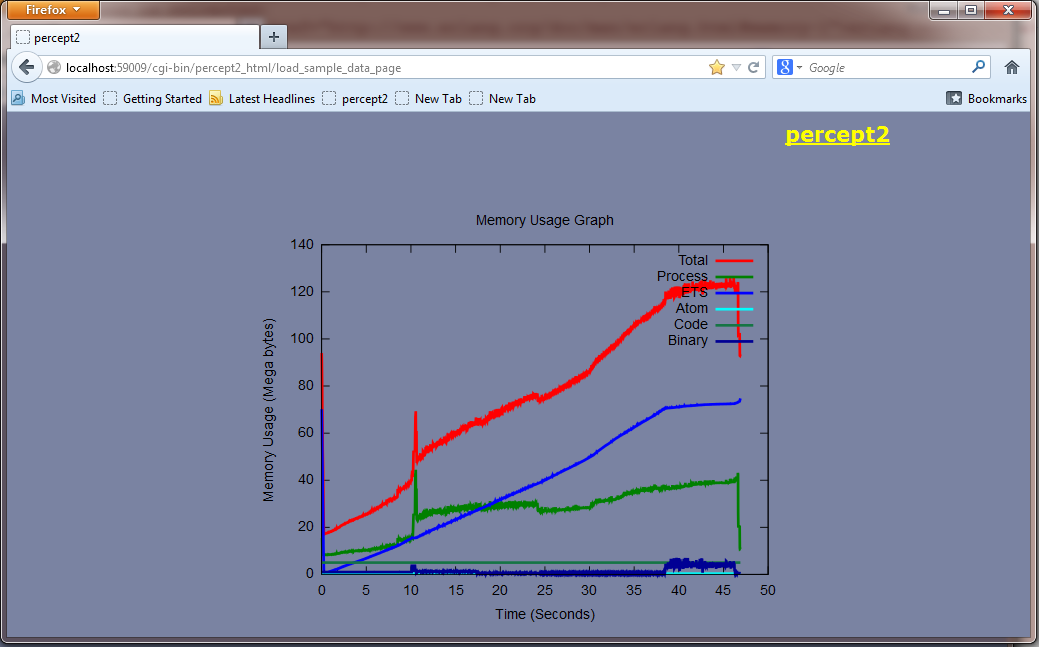 Firefox
percept2
localhost:59009/cgi-bin/percept2_html/load_sample_data_page
Google
Most Visited Getting Started Latest Headlines percept2 New Tab New Tab Bookmarks
percept2
Memory Usage Graph
Total
Process
ETS
Atom
Code
Binary
Memory Usage (Mega bytes)
140
120
100
80
60
40
20
0
0 5 10 15 20 25 30 35 40 45 50
Time (Seconds)